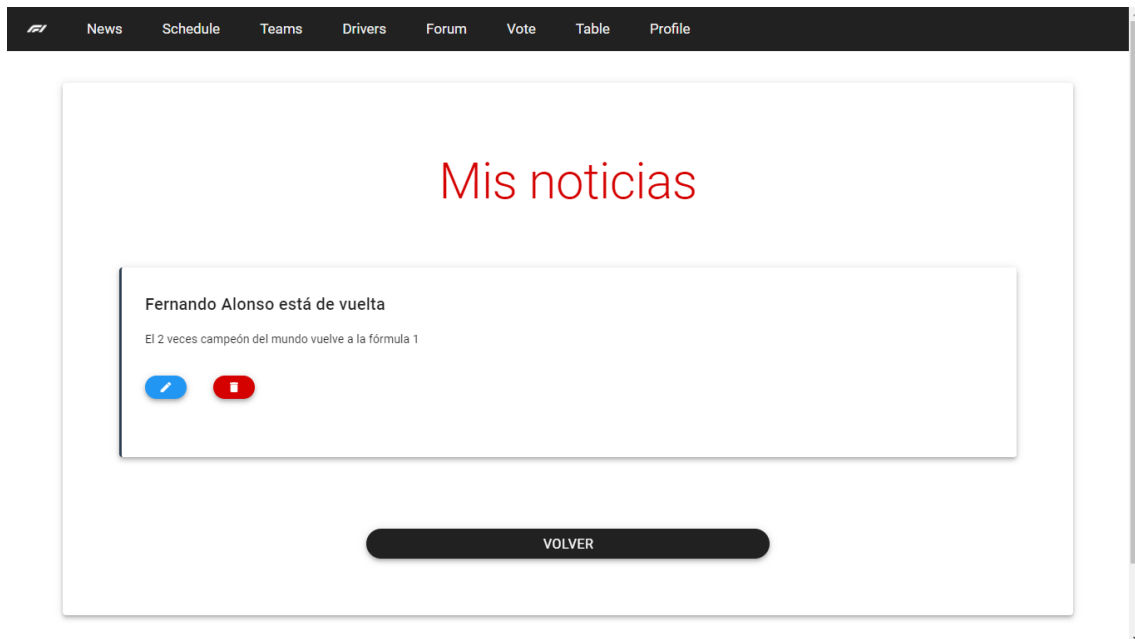 News Schedule Teams Drivers Forum Vote Table Profile
Mis noticias
Fernando Alonso está de vuelta
El 2 veces campeón del mundo vuelve a la fórmula 1
VOLVER